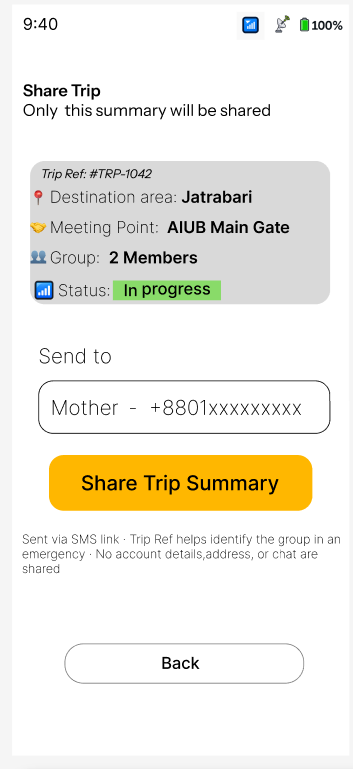 9:40
100%
Share Trip
Only this summary will be shared
Trip Ref: #TRP-1042
Destination area: Jatrabari
Meeting Point: AIUB Main Gate
Group: 2 Members
Status: In progress
Send to
Mother - +8801xxxxxxxxx
Share Trip Summary
Sent via SMS link · Trip Ref helps identify the group in an
emergency · No account details,address, or chat are
shared
Back